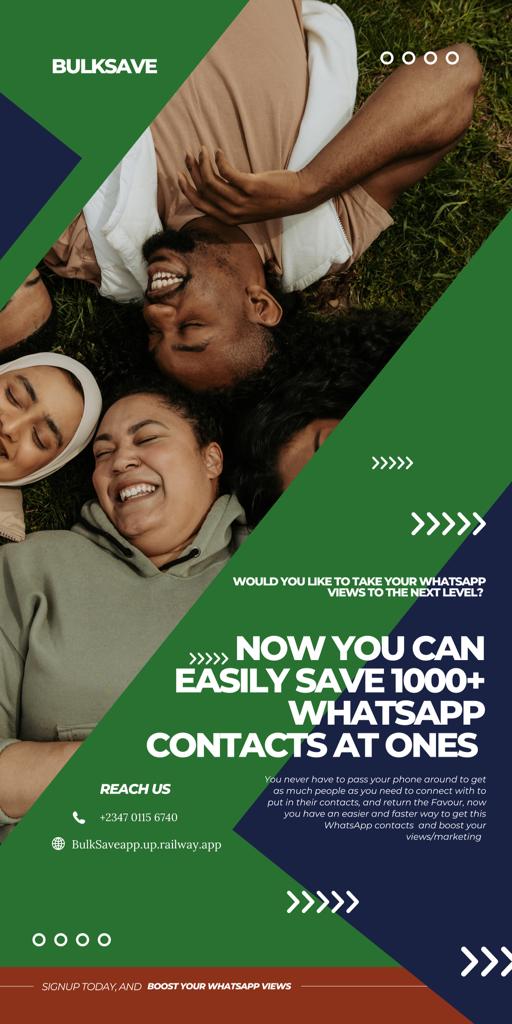 BULKSAVE
WOULD YOU LIKE TO TAKE YOUR WHATSAPP
VIEWS TO THE NEXT LEVEL?
NOW YOU CAN
EASILY SAVE 1000+
WHATSAPP
CONTACTS AT ONES
You never have to pass your phone around to get
as much people as you like to connect with to
put in their contacts, and return the Favour, now
you have an easier and faster way to get this
WhatsApp contacts and boost your
views/marketing
REACH US
+2347 0115 6740
BulkSaveapp.up.railway.app
SIGNUP TODAY, AND BOOST YOUR WHATSAPP VIEWS